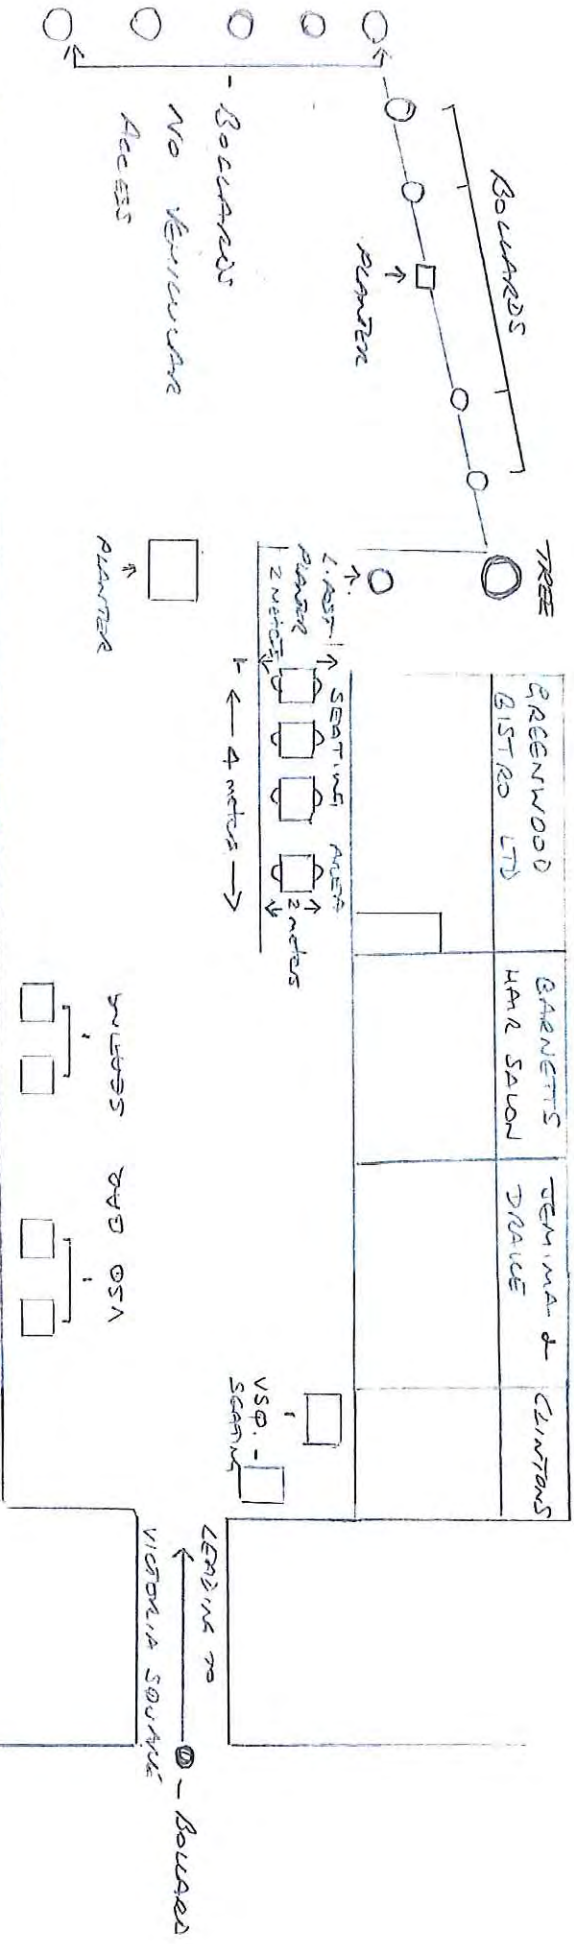 BOLLARDS
TREE
PLANTER
- BOLLARDS
NO VEHICULAR
ACCESS
PLANTER
L.POST
PLANTER
2 METERS
SEATING AREA
2 meters
4 meters
GREENWOOD
BISTRO LTD
BARNETTS
HAIR SALON
JEMIMA &
DRAKE
CLINTONS
SEATING
VSQ.-
SEATING
LEADING TO
VICTORIA SQUARE
- BOLLARD